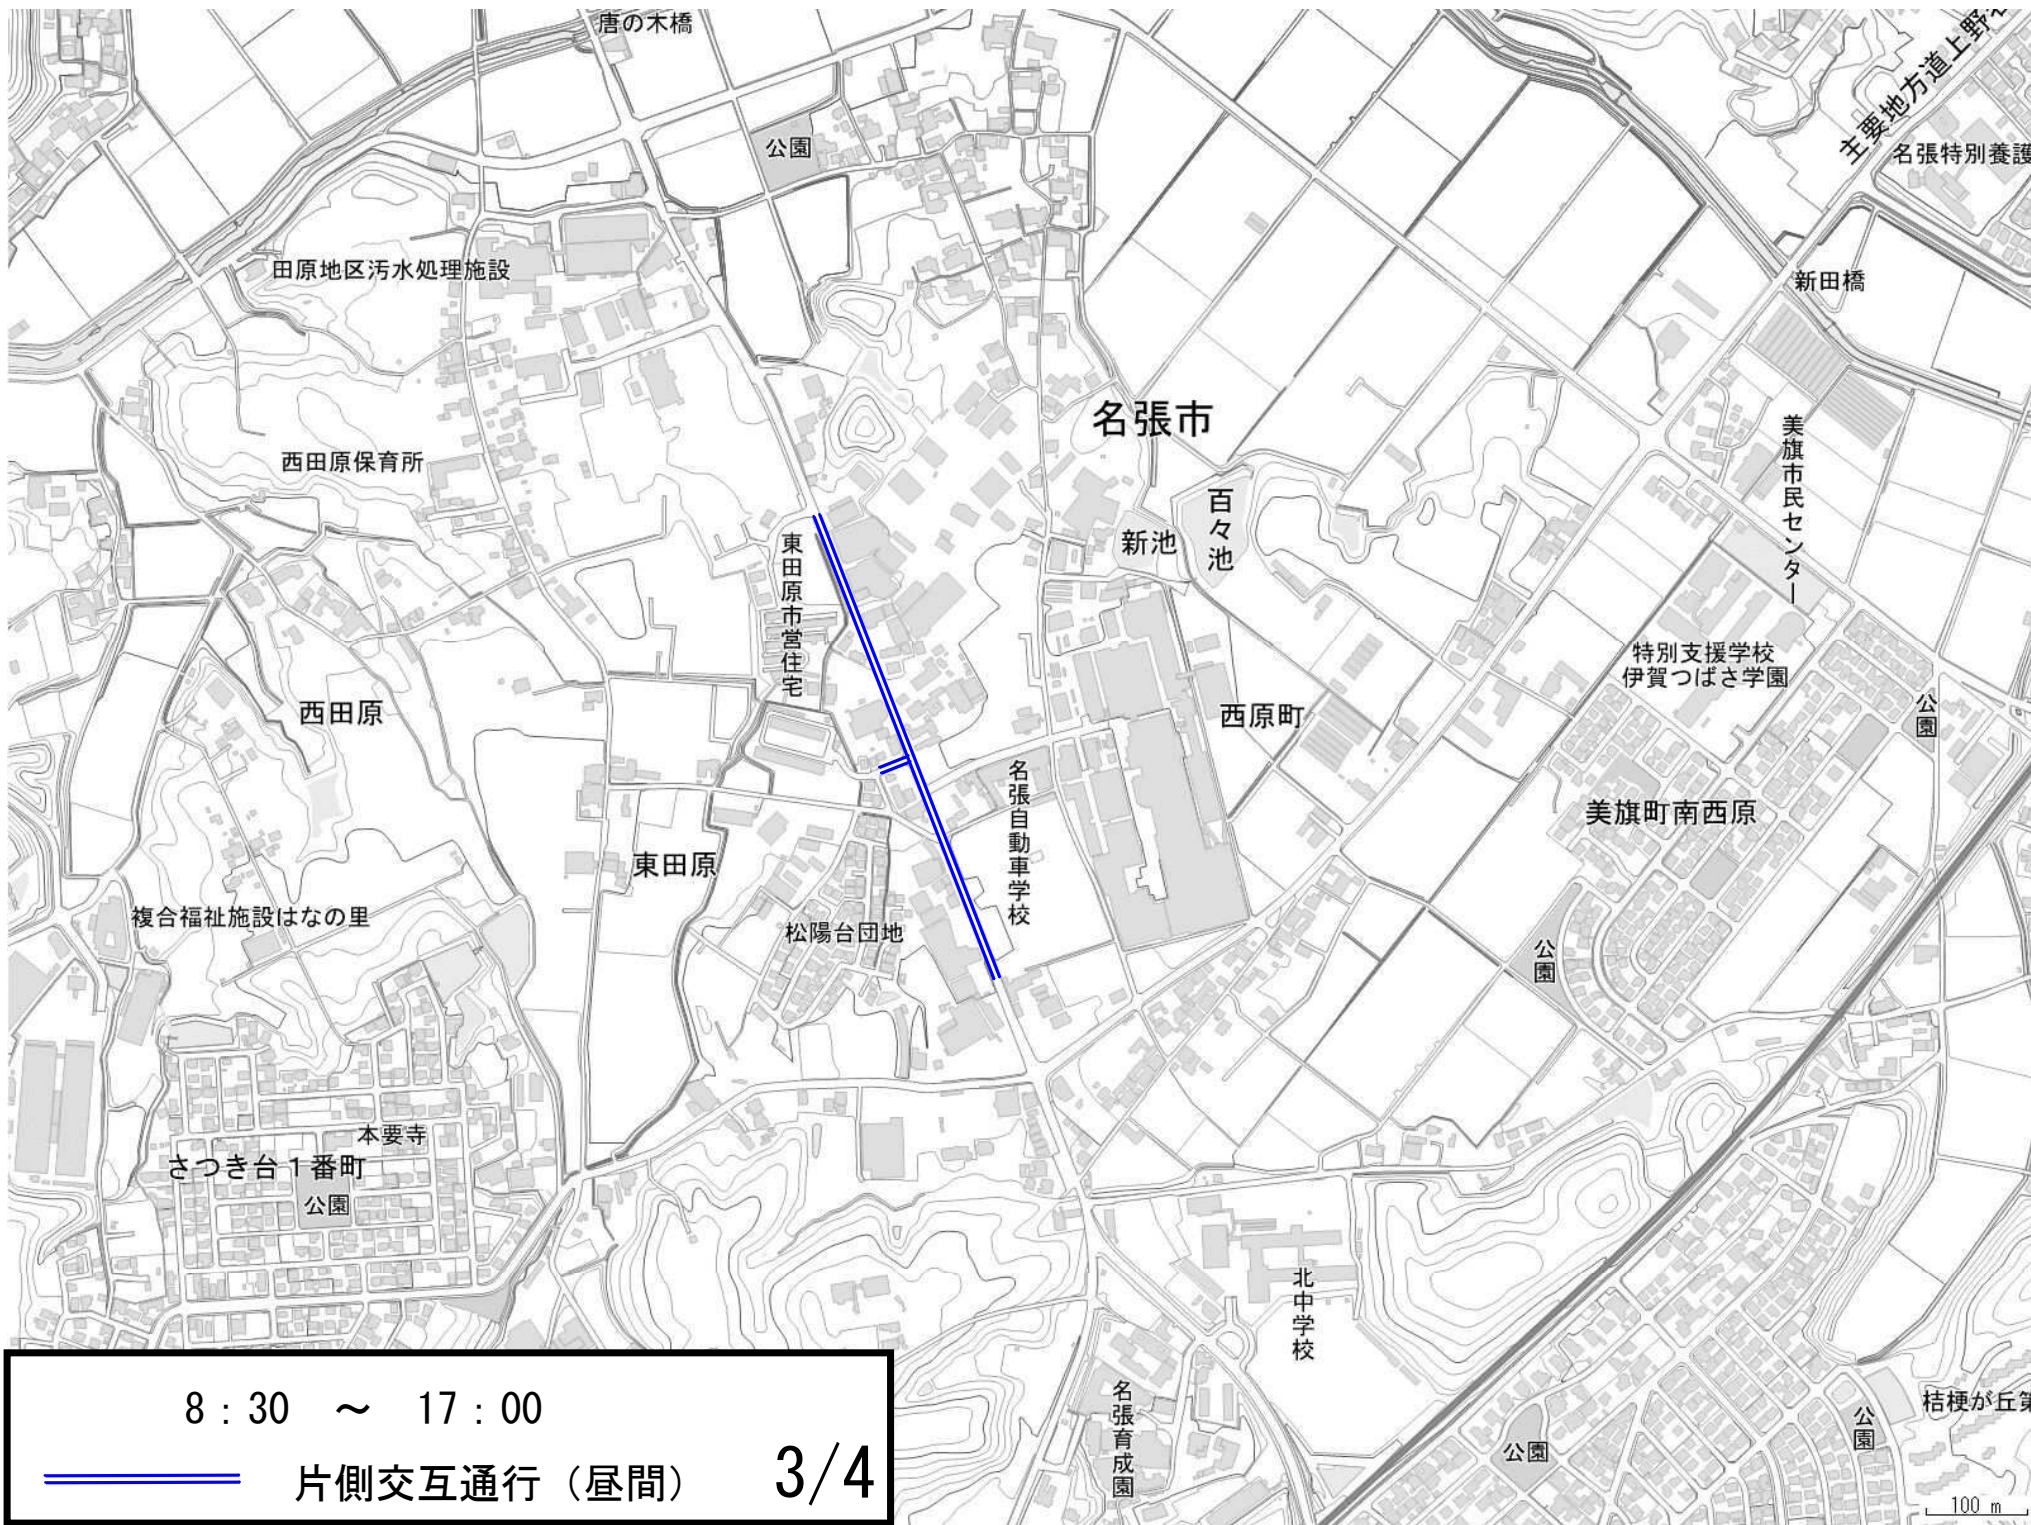 唐の木橋
主要地方道上野
公園
名張特別養護
田原地区汚水処理施設
新田橋
名張市
美旗市民センター
西田原保育所
百々池
新池
東田原市営住宅
特別支援学校
伊賀つばさ学園
西田原
西原町
公園
名張自動車学校
美旗町南西原
東田原
複合福祉施設はなの里
松陽台団地
公園
本要寺
さつき台1番町
公園
北中学校
名張育成園
桔梗が丘第
公園
公園
8:30 ～ 17:00
片側交互通行（昼間）
3/4
100 m